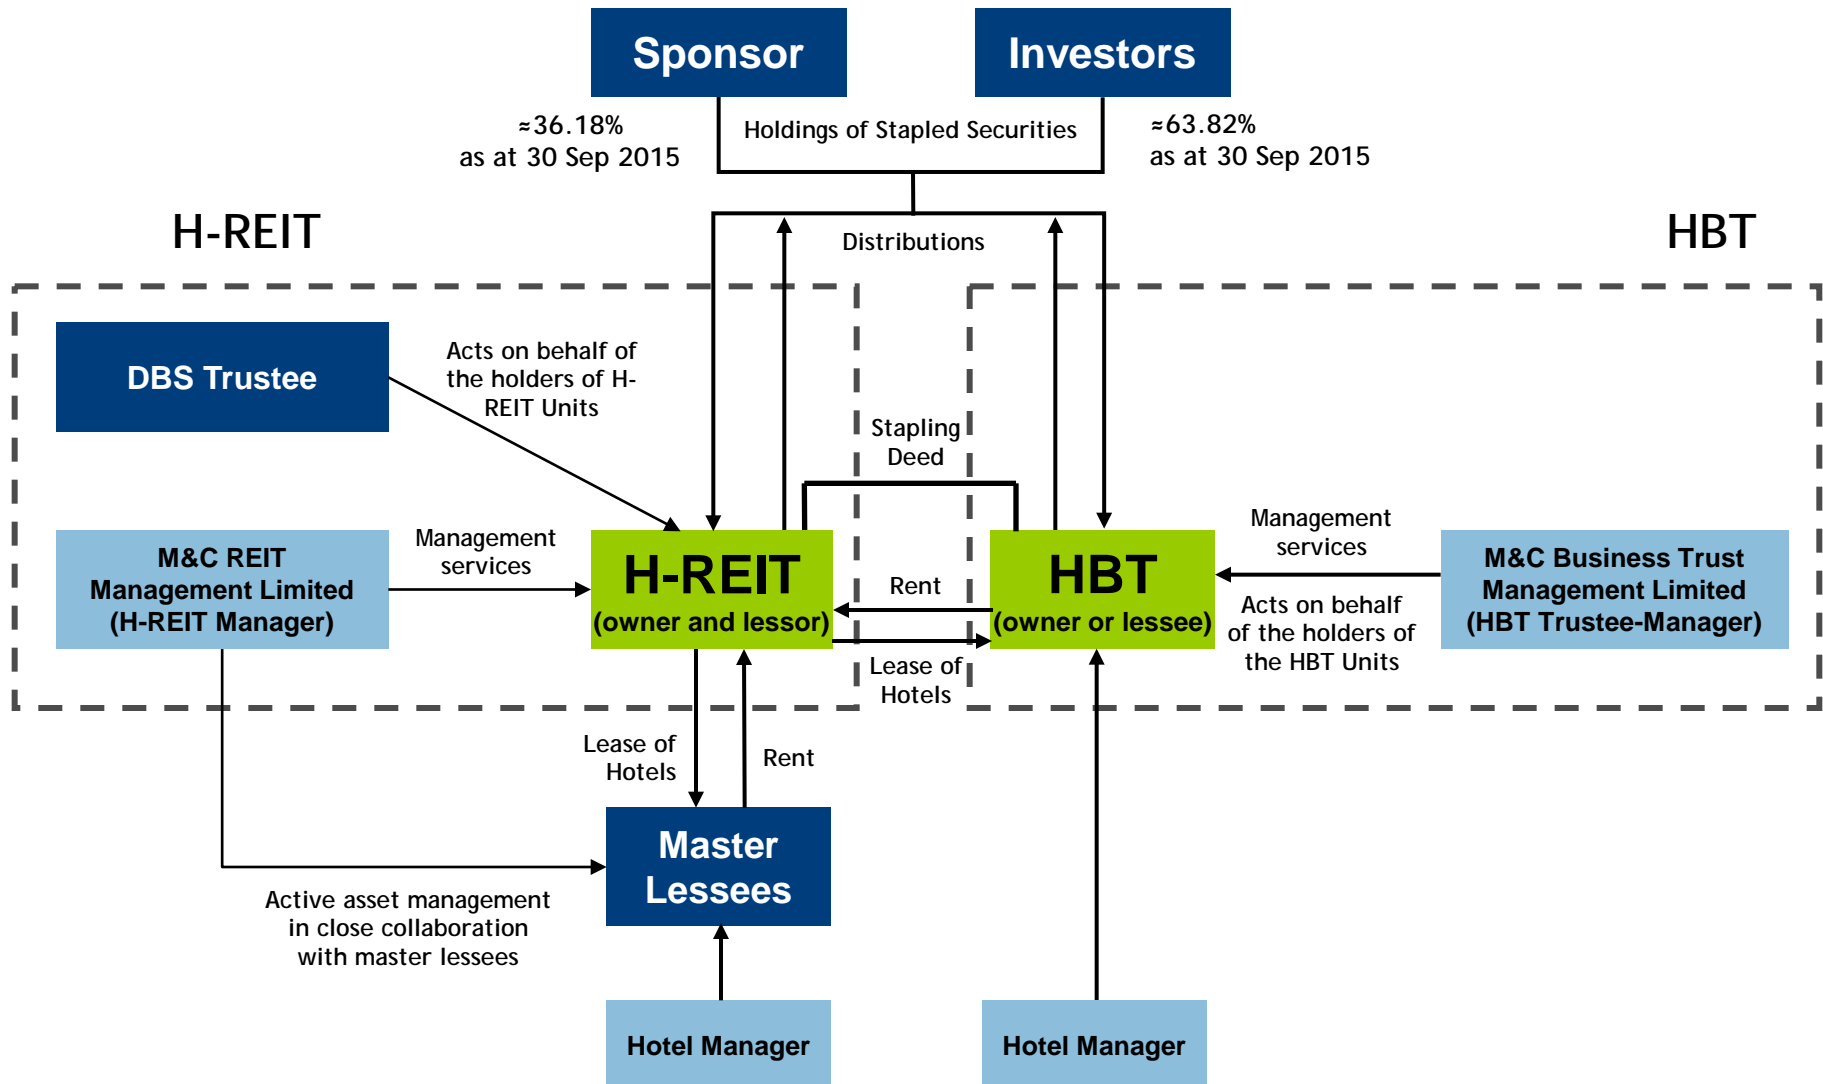 Sponsor
Investors
≈36.18%
as at 30 Sep 2015
Holdings of Stapled Securities
≈63.82%
as at 30 Sep 2015
H-REIT
HBT
Distributions
DBS Trustee
Acts on behalf of
the holders of H-
REIT Units
Stapling
Deed
M&C REIT
Management Limited
(H-REIT Manager)
Management
services
H-REIT
(owner and lessor)
Rent
Lease of
Hotels
HBT
(owner or lessee)
Management
services
Acts on behalf
of the holders of
the HBT Units
M&C Business Trust
Management Limited
(HBT Trustee-Manager)
Lease of
Hotels
Rent
Master
Lessees
Active asset management
in close collaboration
with master lessees
Hotel Manager
Hotel Manager